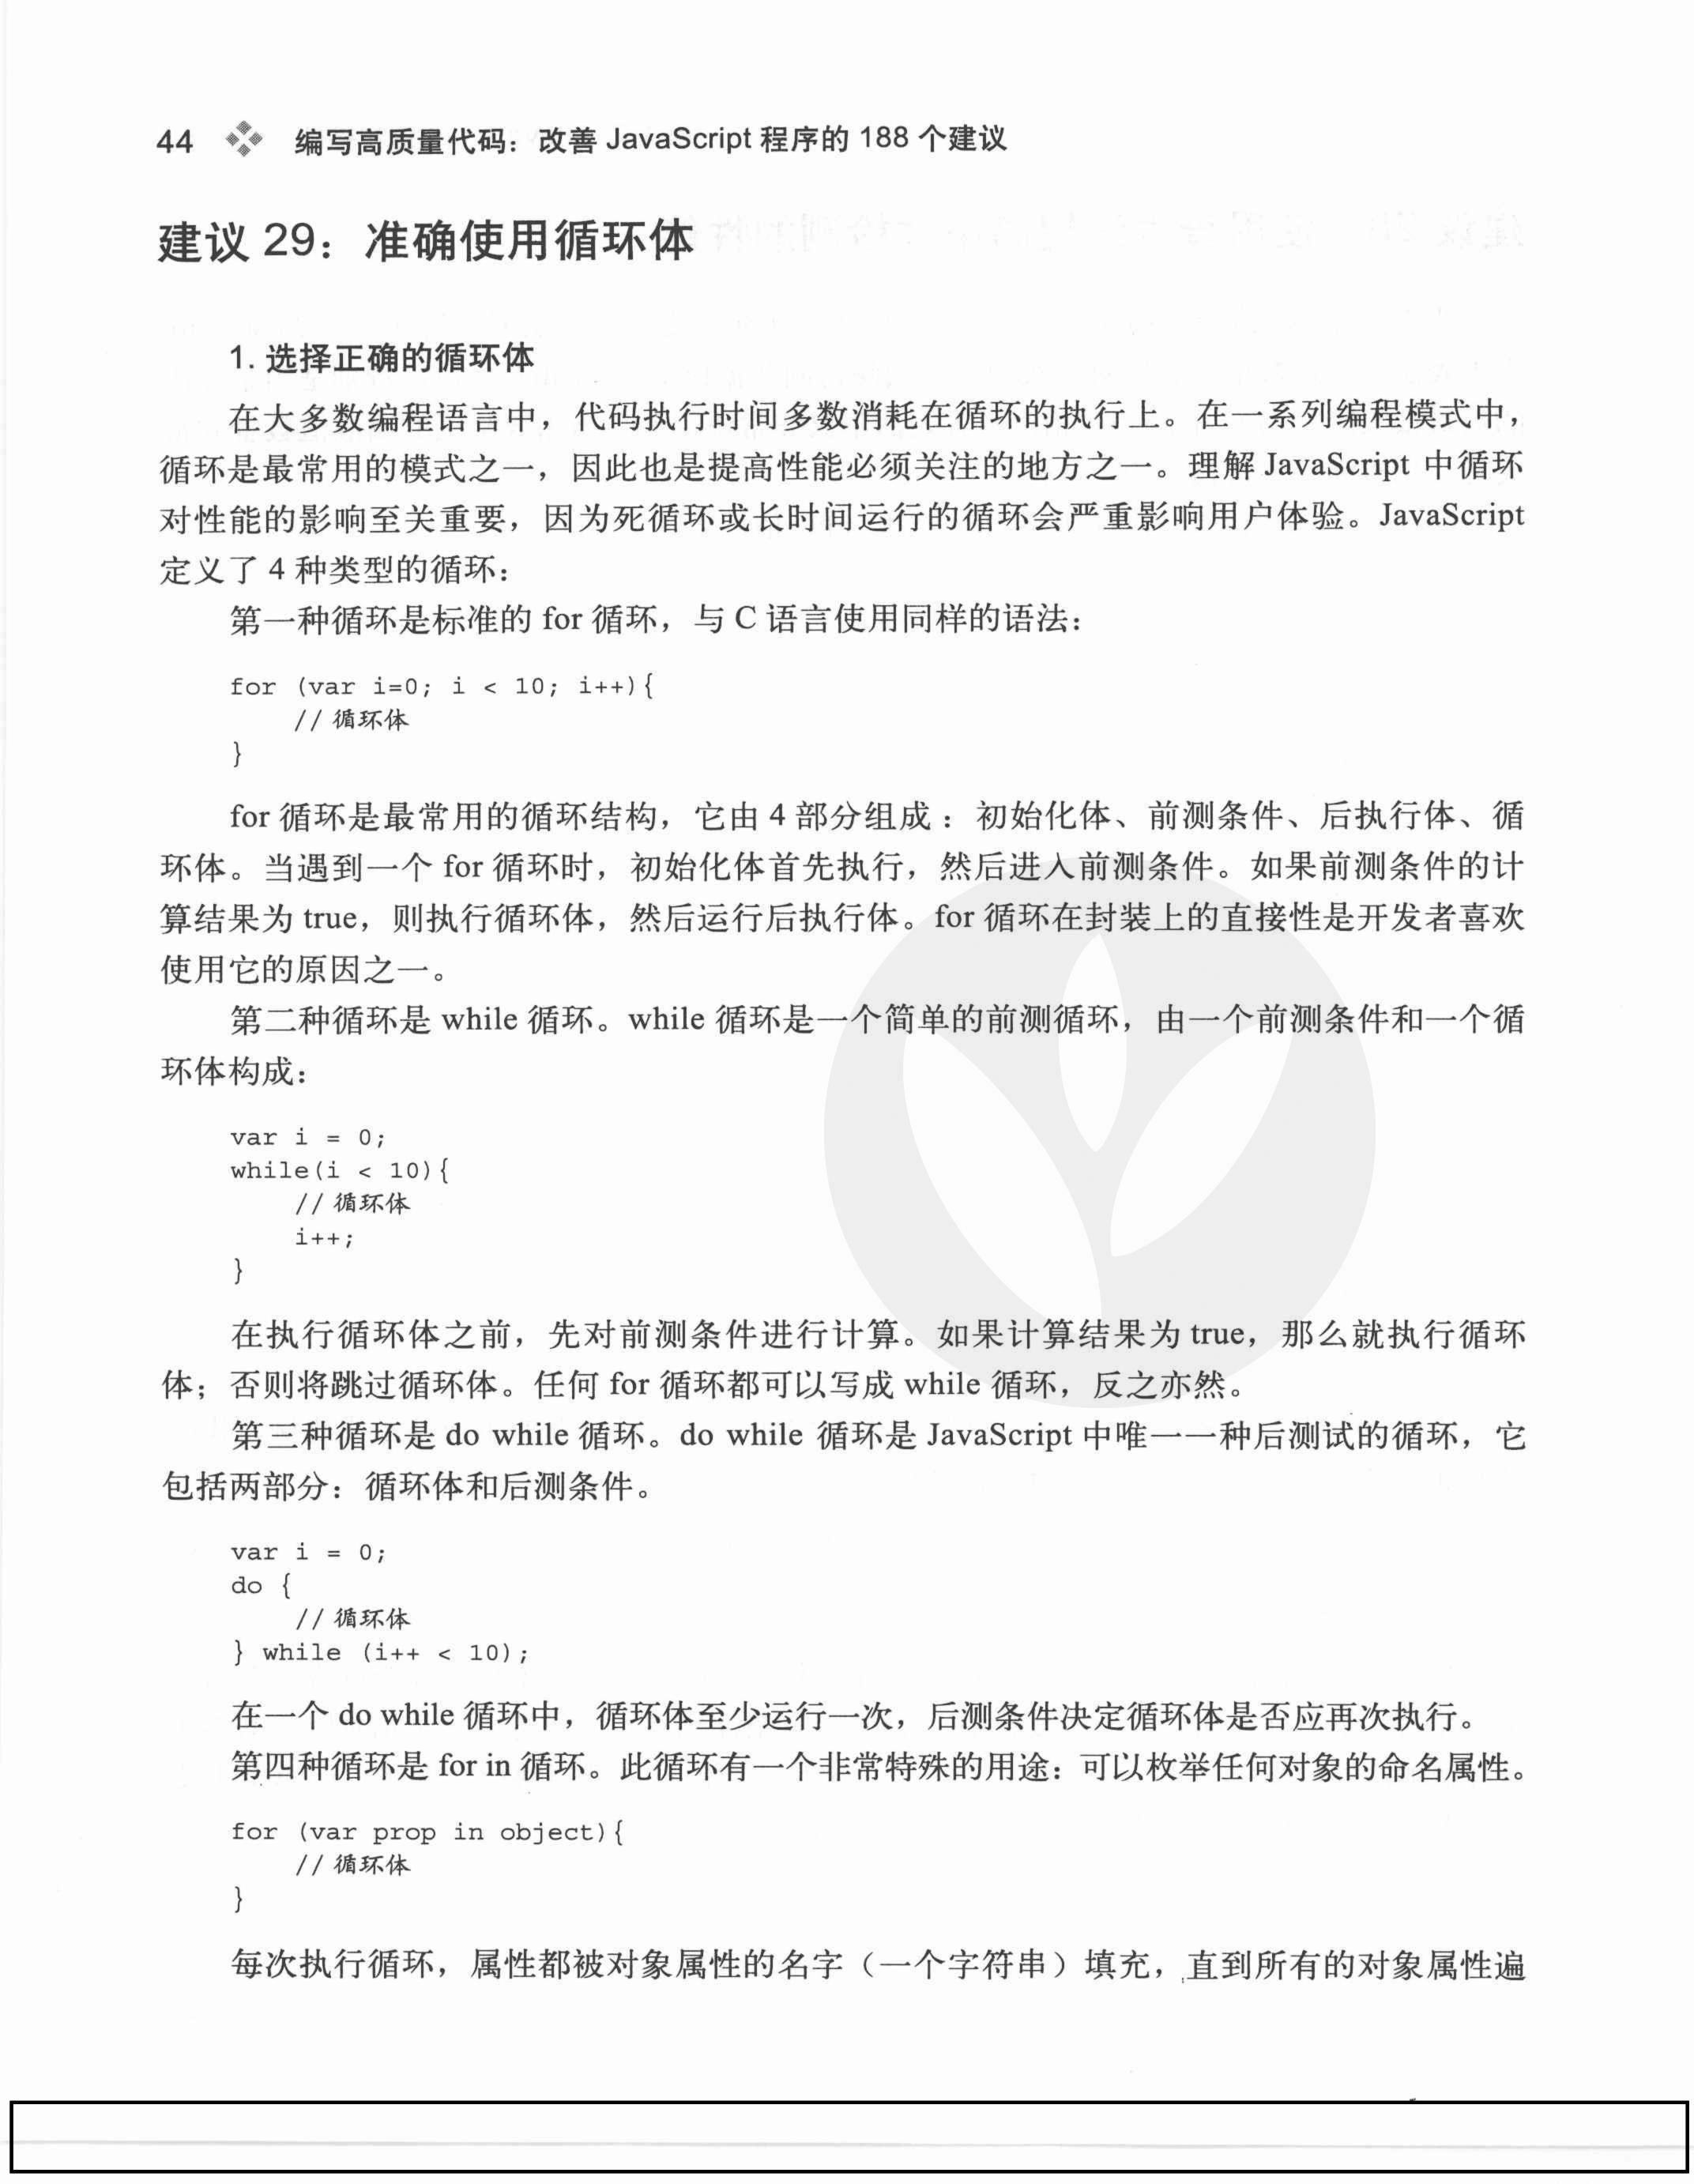 44 编写高质量代码：改善 JavaScript 程序的 188 个建议
建议 29：准确使用循环体
1. 选择正确的循环体
在大多数编程语言中，代码执行时间多数消耗在循环的执行上。在一系列编程模式中，
循环是最常用的模式之一，因此也是提高性能必须关注的地方之一。理解 JavaScript 中循环
对性能的影响至关重要，因为死循环或长时间运行的循环会严重影响用户体验。JavaScript
定义了 4 种类型的循环：
第一种循环是标准的 for 循环，与 C 语言使用同样的语法：
for (var i=0; i < 10; i++){
// 循环体
}
for 循环是最常用的循环结构，它由 4 部分组成：初始化体、前测条件、后执行体、循
环体。当遇到一个 for 循环时，初始化体首先执行，然后进入前测条件。如果前测条件的计
算结果为 true，则执行循环体，然后运行后执行体。for 循环在封装上的直接性是开发者喜欢
使用它的原因之一。
第二种循环是 while 循环。while 循环是一个简单的前测循环，由一个前测条件和一个循
环体构成：
var i = 0;
while(i < 10){
// 循环体
i++;
}
在执行循环体之前，先对前测条件进行计算。如果计算结果为 true，那么就执行循环
体；否则将跳过循环体。任何 for 循环都可以写成 while 循环，反之亦然。
第三种循环是 do while 循环。do while 循环是 JavaScript 中唯一一种后测试的循环，它
包括两部分：循环体和后测条件。
var i = 0;
do {
// 循环体
} while (i++ < 10);
在一个 do while 循环中，循环体至少运行一次，后测条件决定循环体是否应再次执行。
第四种循环是 for in 循环。此循环有一个非常特殊的用途：可以枚举任何对象的命名属性。
for (var prop in object){
// 循环体
}
每次执行循环，属性都被对象属性的名字（一个字符串）填充，直到所有的对象属性遍